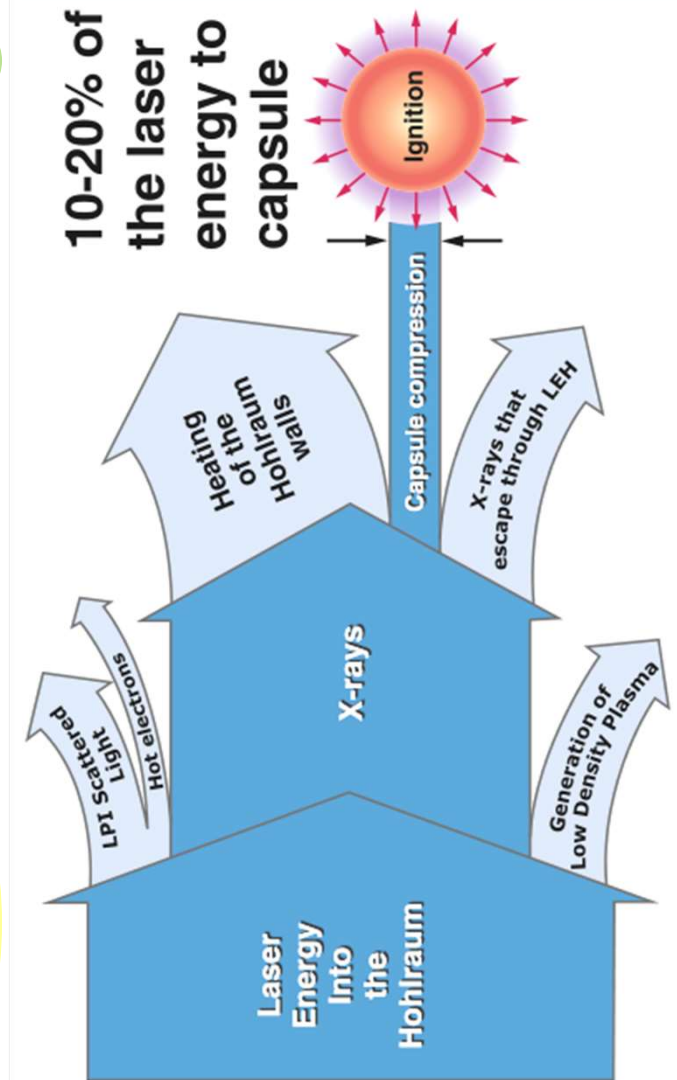 10-20% of
the laser
energy to
capsule
Ignition
Capsule compression
Heating
of the
Hohlraum
walls
X-rays that
escape through LEH
X-rays
LPI Scattered
Light
Hot electrons
Generation of
Low Density Plasma
Laser
Energy
Into
the
Hohlraum